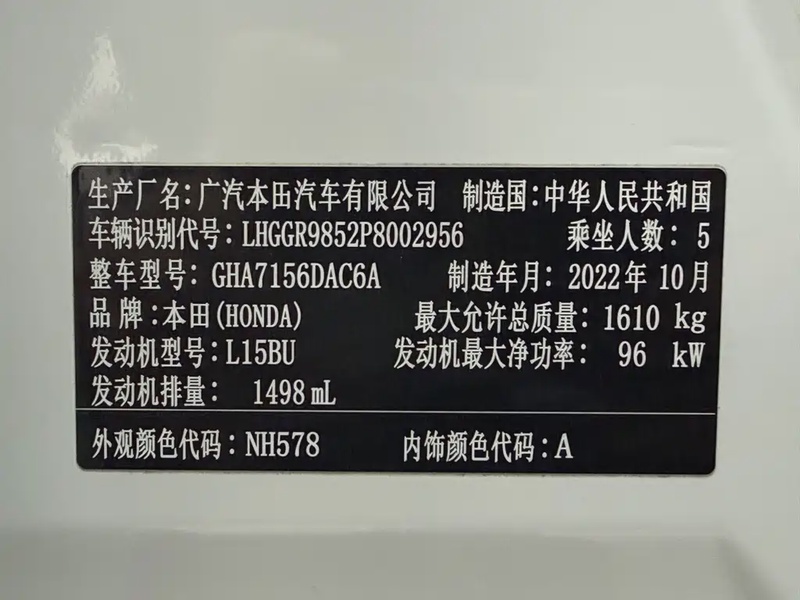 生产厂名:广汽本田汽车有限公司 制造国:中华人民共和国
车辆识别代号:LHGGR9852P8002956 乘坐人数: 5
整车型号: GHA7156DAC6A 制造年月: 2022年 10月
品 牌:本田(HONDA) 最大允许总质量: 1610 kg
发动机型号:L15BU 发动机最大净功率: 96 kW
发动机排量: 1498 mL
外观颜色代码:NH578 内饰颜色代码:A